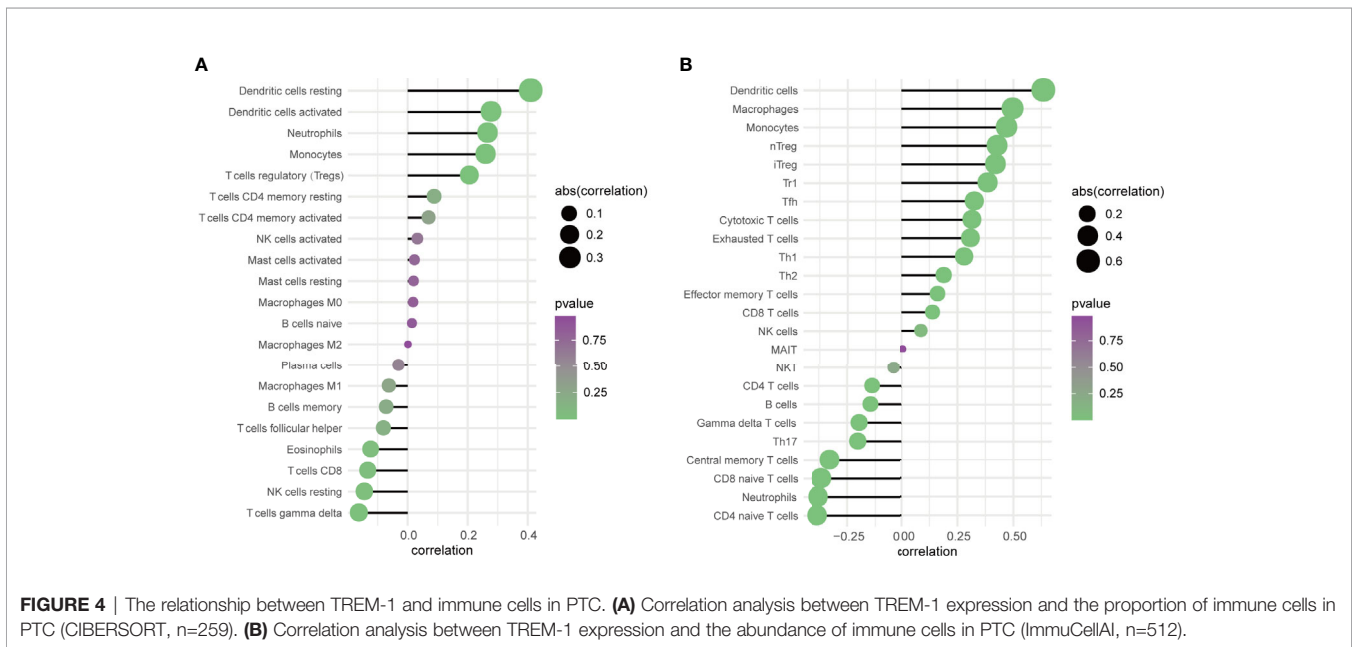 A
Dendritic cells resting
Dendritic cells activated
Neutrophils
Monocytes
T cells regulatory (Tregs)
T cells CD4 memory resting
T cells CD4 memory activated
NK cells activated
Mast cells activated
Mast cells resting
Macrophages M0
B cells naive
Macrophages M2
Plasma cells
Macrophages M1
B cells memory
T cells follicular helper
Eosinophils
T cells CD8
NK cells resting
T cells gamma delta
0.0 0.2 0.4
correlation
abs(correlation)
0.1
0.2
0.3
pvalue
0.75
0.50
0.25
B
Dendritic cells
Macrophages
Monocytes
nTreg
iTreg
Tr1
Tfh
Cytotoxic T cells
Exhausted T cells
Th1
Th2
Effector memory T cells
CD8 T cells
NK cells
MAIT
NKT
CD4 T cells
B cells
Gamma delta T cells
Th17
Central memory T cells
CD8 naive T cells
Neutrophils
CD4 naive T cells
−0.25 0.00 0.25 0.50
correlation
abs(correlation)
0.2
0.4
0.6
pvalue
0.75
0.50
0.25
FIGURE 4 | The relationship between TREM-1 and immune cells in PTC. (A) Correlation analysis between TREM-1 expression and the proportion of immune cells in
PTC (CIBERSORT, n=259). (B) Correlation analysis between TREM-1 expression and the abundance of immune cells in PTC (ImmuCellAI, n=512).